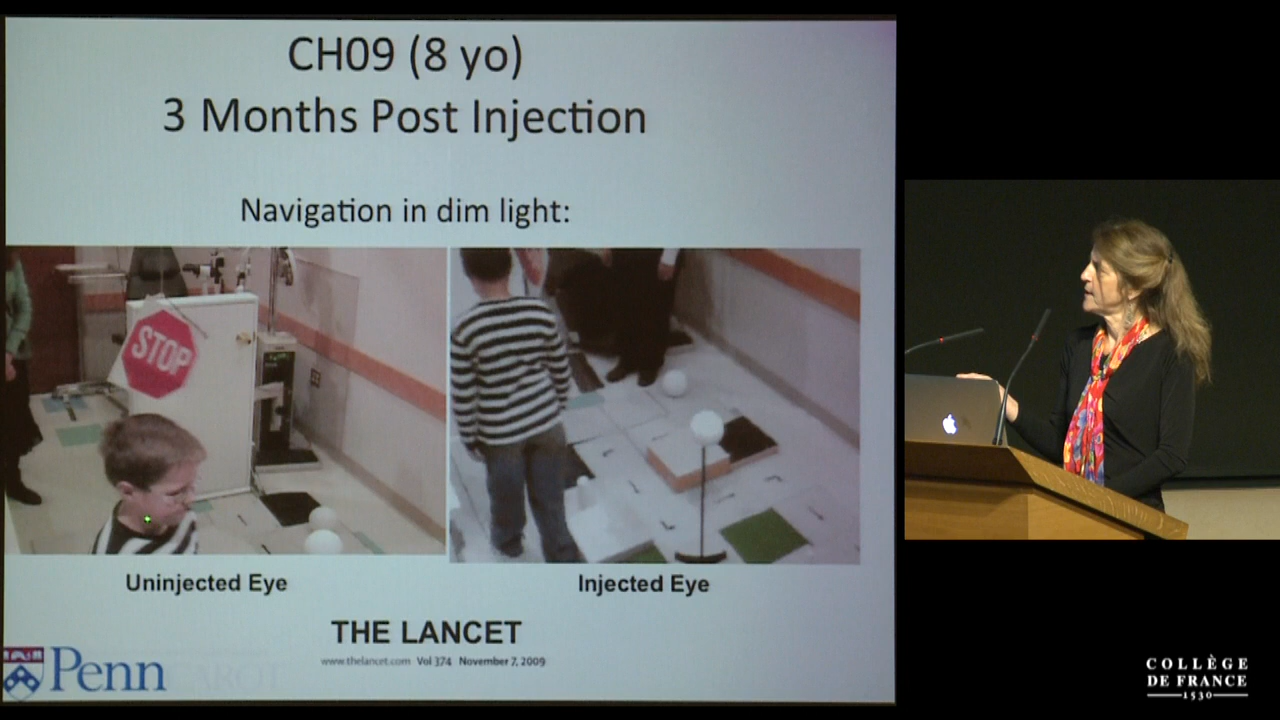 CH09 (8 yo)
3 Months Post Injection
Navigation in dim light:
STOP
Uninjected Eye
Injected Eye
THE LANCET
www.thelancet.com Vol 374 November 7, 2009
Penn
COLLÈGE
DE FRANCE
1530